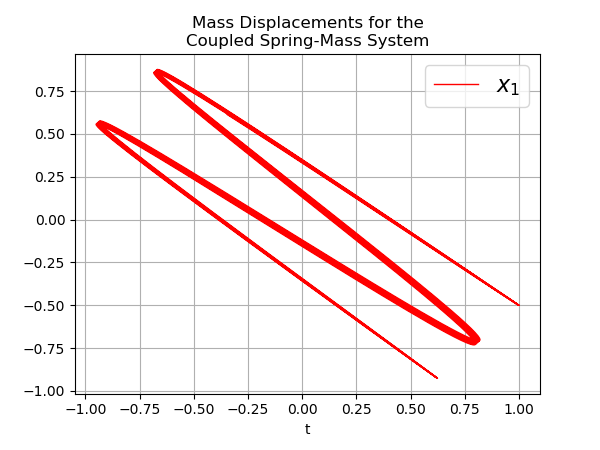 Mass Displacements for the
Coupled Spring-Mass System
x₁
0.75
0.50
0.25
0.00
−0.25
−0.50
−0.75
−1.00
−1.00 −0.75 −0.50 −0.25 0.00 0.25 0.50 0.75 1.00
t